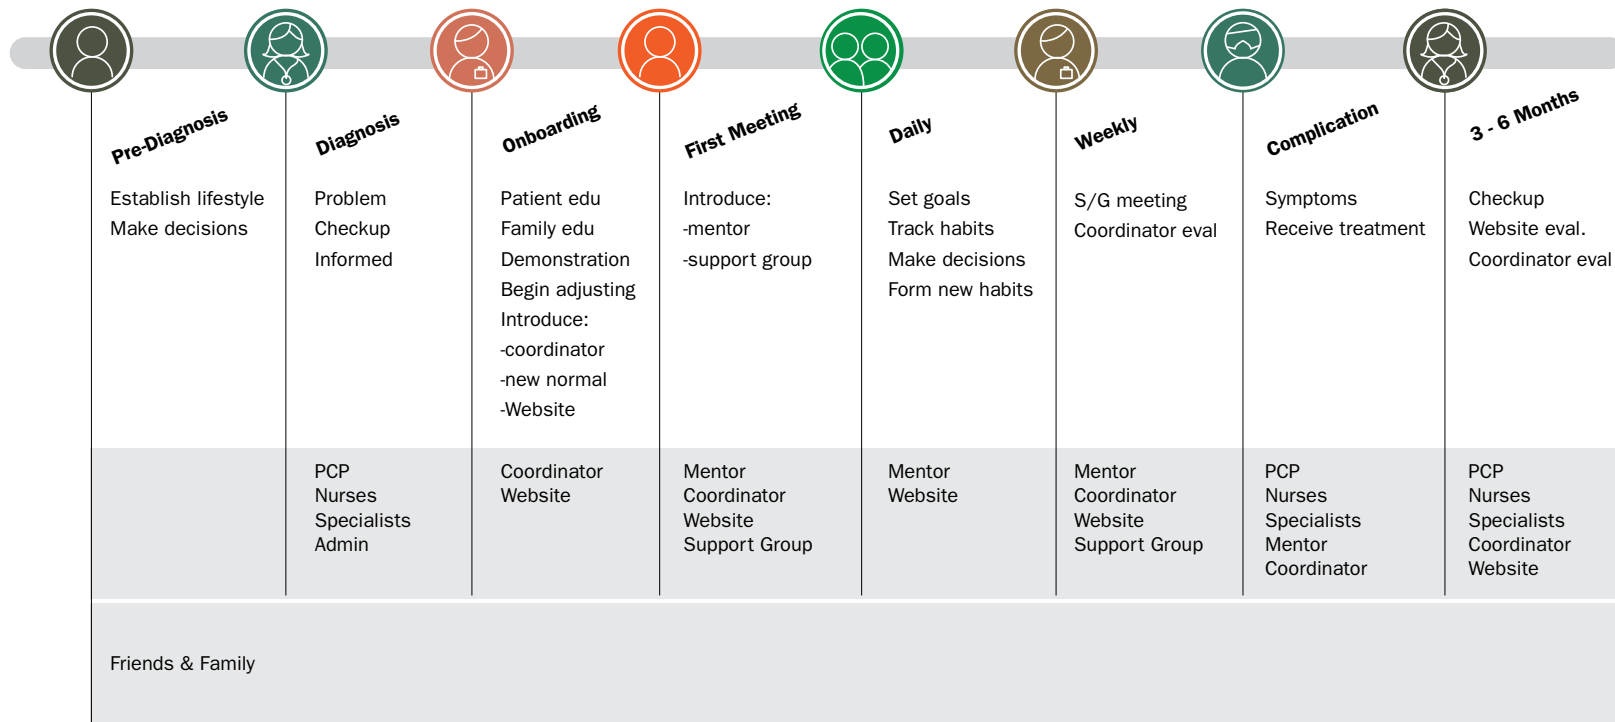 Pre-Diagnosis
Establish lifestyle
Make decisions
Diagnosis
Problem
Checkup
Informed
PCP
Nurses
Specialists
Admin
Onboarding
Patient edu
Family edu
Demonstration
Begin adjusting
Introduce:
-coordinator
-new normal
-Website
Coordinator
Website
First Meeting
Introduce:
-mentor
-support group
Mentor
Coordinator
Website
Support Group
Daily
Set goals
Track habits
Make decisions
Form new habits
Mentor
Website
Weekly
S/G meeting
Coordinator eval
Mentor
Coordinator
Website
Support Group
Complication
Symptoms
Receive treatment
PCP
Nurses
Specialists
Mentor
Coordinator
3 - 6 Months
Checkup
Website eval.
Coordinator eval
PCP
Nurses
Specialists
Coordinator
Website
Friends & Family